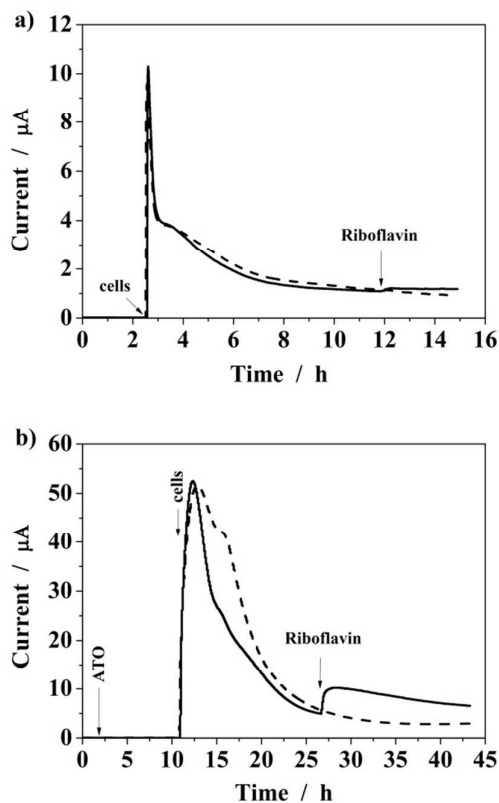 a)
12
10
8
6
4
2
0
Current / μA
cells
Riboflavin
0 2 4 6 8 10 12 14 16
Time / h
b)
60
50
40
30
20
10
0
Current / μA
ATO
cells
Riboflavin
0 5 10 15 20 25 30 35 40 45
Time / h